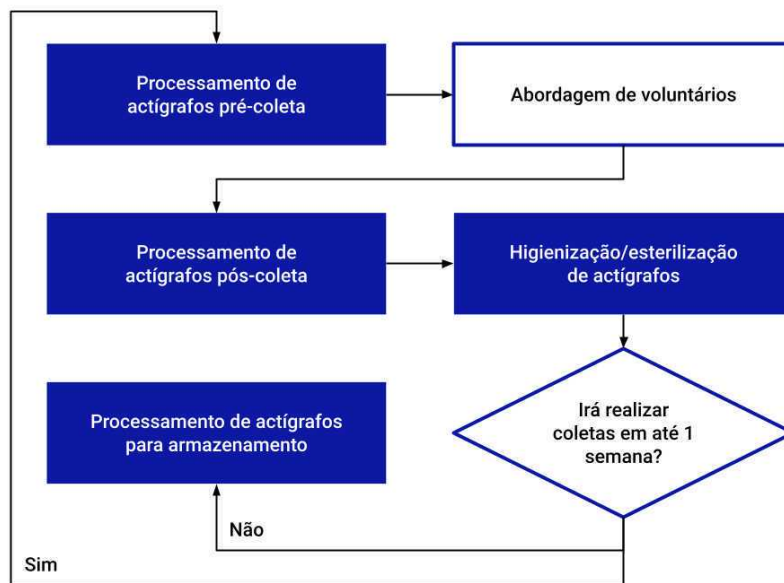 Processamento de
actígrafos pré-coleta
Abordagem de voluntários
Processamento de
actígrafos pós-coleta
Higienização/esterilização
de actígrafos
Processamento de actígrafos
para armazenamento
Irá realizar
coletas em até 1
semana?
Não
Sim